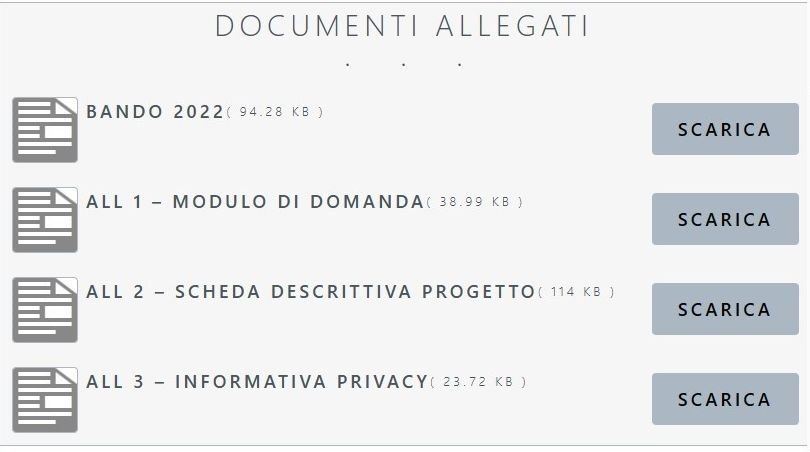 DOCUMENTI ALLEGATI
. . .
BANDO 2022( 94.28 KB )
SCARICA
ALL 1 – MODULO DI DOMANDA( 38.99 KB )
SCARICA
ALL 2 – SCHEDA DESCRITTIVA PROGETTO( 114 KB )
SCARICA
ALL 3 – INFORMATIVA PRIVACY( 23.72 KB )
SCARICA